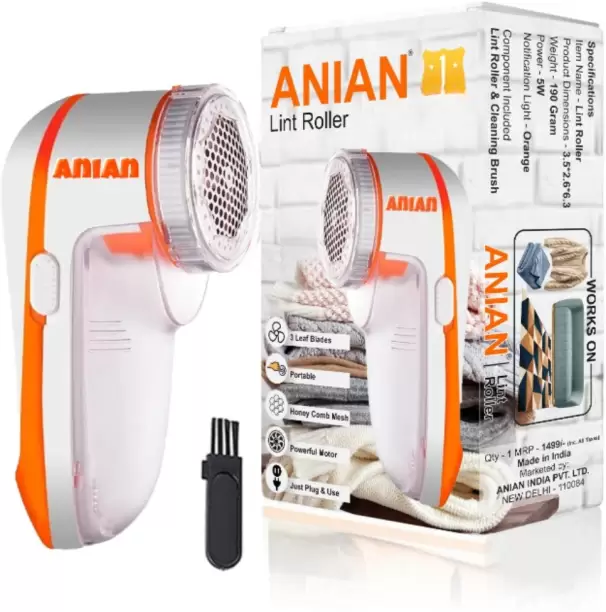 ANIAN
ANIAN®
Lint Roller
ANIAN
3 Leaf Blades
Portable
Honey Comb Mesh
Powerful Motor
Just Plug & Use
Specifications
Item Name - Lint Roller
Product Dimensions - 3.5*2.6*6.3
Weight - 190 Gram
Power - 5W
Notification Light - Orange
Component Included
Lint Roller & Cleaning Brush
ANIAN®
Lint Roller
WORKS ON
Qty - 1 MRP - 1499/- (Inc. All Taxes)
Made in India
Marketed by:
ANIAN INDIA PVT. LTD.
NEW DELHI - 110084